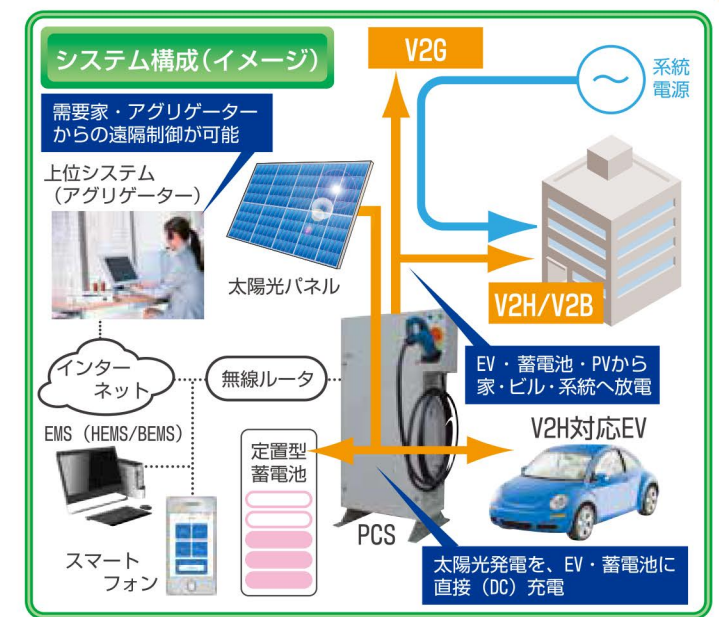 システム構成(イメージ)
V2G
系統
電源
需要家・アグリゲーター
からの遠隔制御が可能
上位システム
(アグリゲーター)
太陽光パネル
V2H/V2B
インター
ネット
無線ルータ
EV・蓄電池・PVから
家・ビル・系統へ放電
EMS (HEMS/BEMS)
定置型
蓄電池
V2H対応EV
スマート
フォン
PCS
太陽光発電を、EV・蓄電池に
直接(DC)充電